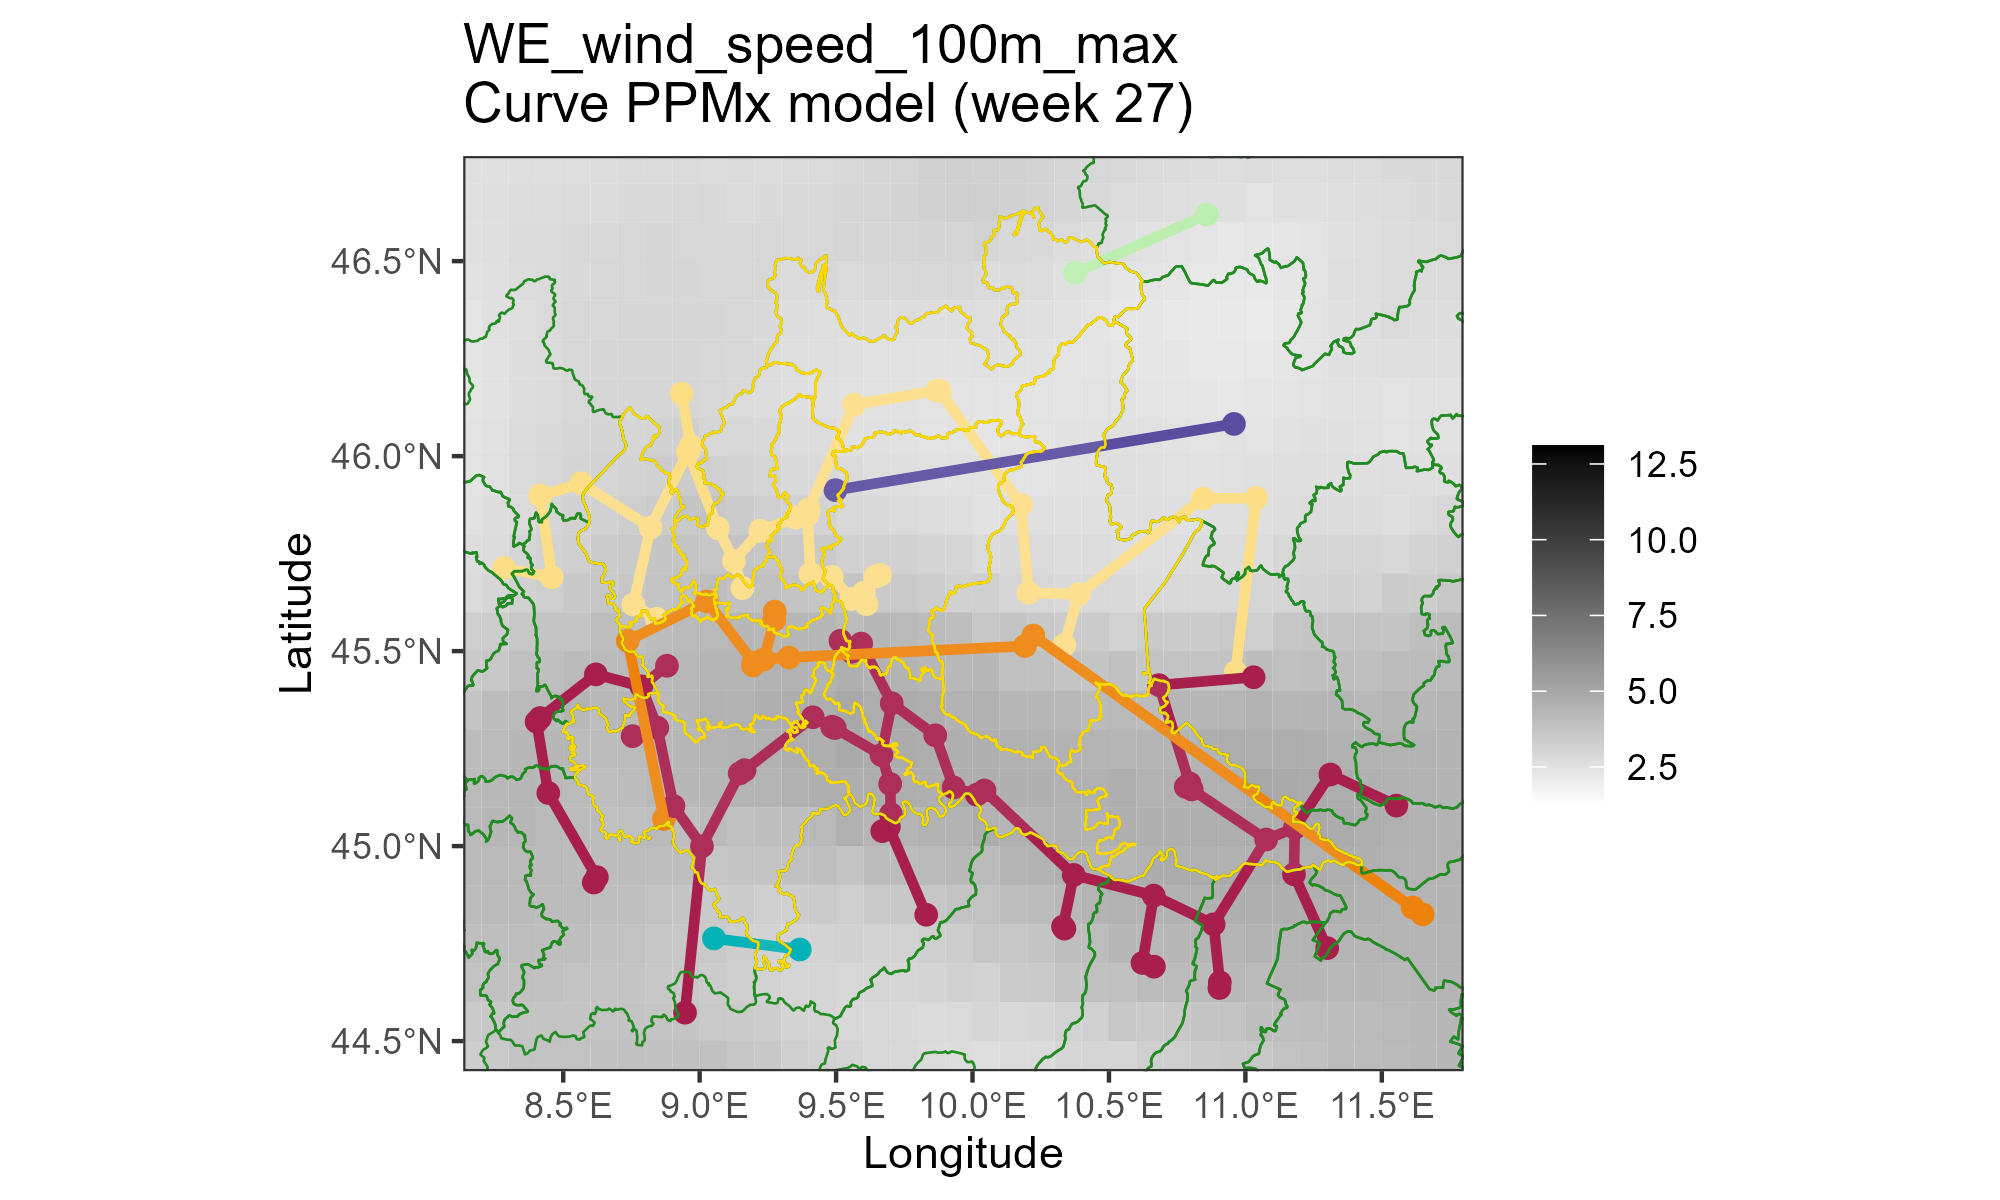 WE_wind_speed_100m_max
Curve PPMx model (week 27)
46.5°N
46.0°N
45.5°N
45.0°N
44.5°N
Latitude
8.5°E
9.0°E
9.5°E
10.0°E
10.5°E
11.0°E
11.5°E
Longitude
12.5
10.0
7.5
5.0
2.5